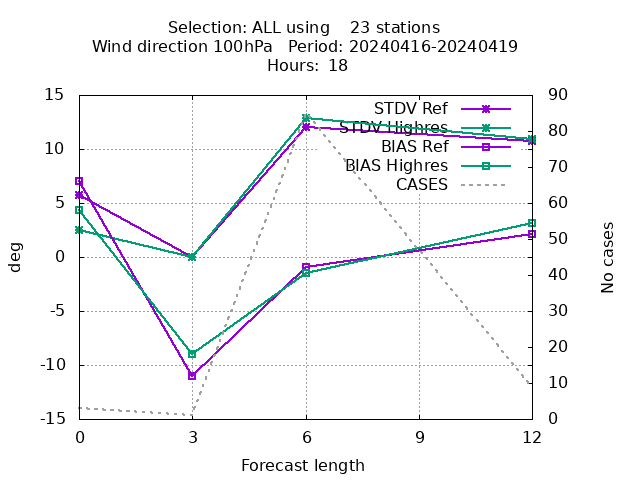 Selection: ALL using    23 stations
Wind direction 100hPa   Period: 20240416-20240419
Hours: 18
15
90
STDV Ref
STDV Highres
BIAS Ref
BIAS Highres
CASES
80
10
70
5
60
50
0
40
-5
30
20
-10
10
-15
0
deg
No cases
0
3
6
9
12
Forecast length